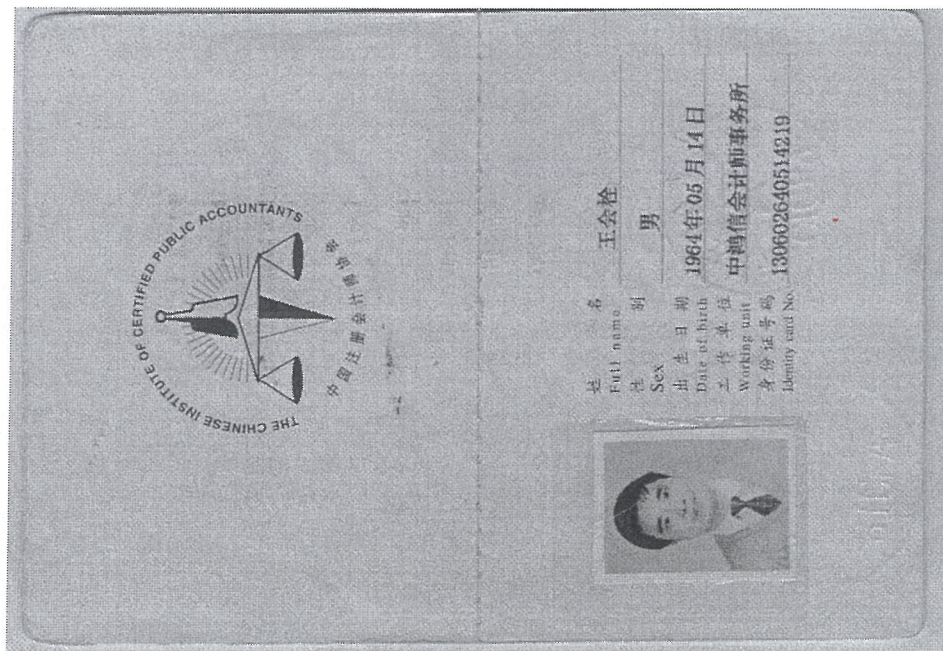 THE CHINESE INSTITUTE OF CERTIFIED PUBLIC ACCOUNTANTS
中国注册会计师协会
姓名 王会栓
Full name
性别 男
Sex
出生日期 1964年05月14日
Date of birth
工作单位 中鸿信会计师事务所
Working unit
身份证号码 130602640514219
Identity card No.